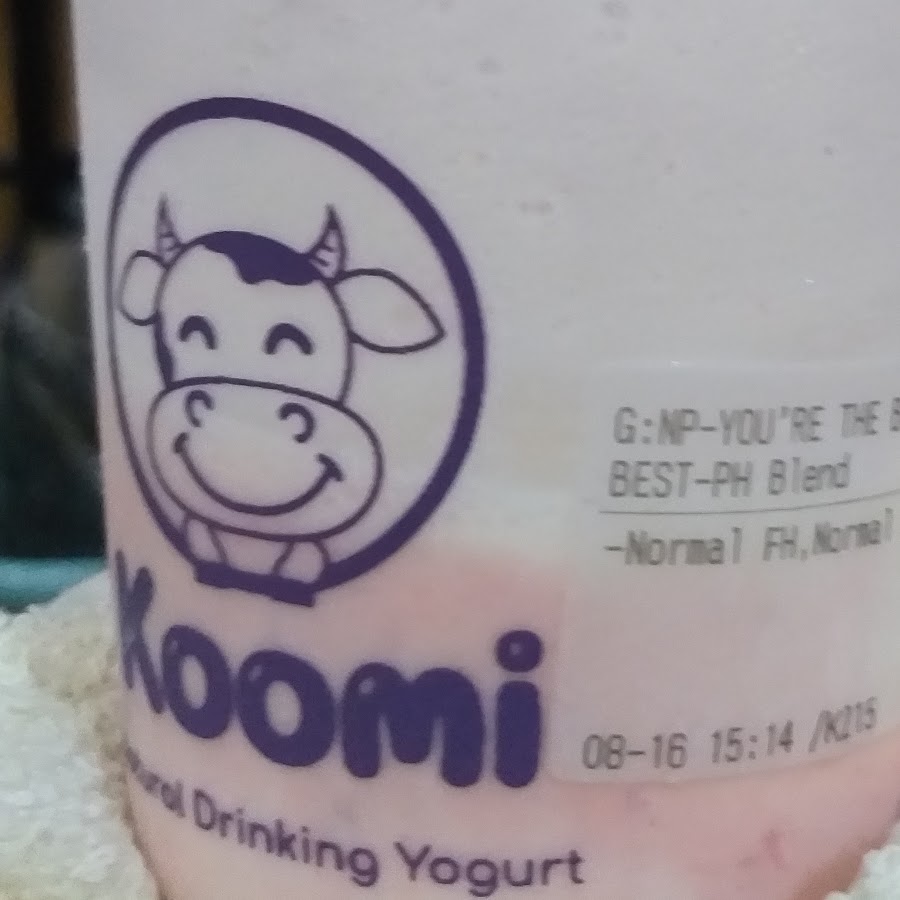 Koomi
Drinking Yogurt
G:NP-YOU'RE THE
BEST-PH Blend
-Normal FH,Normal
08-16 15:14 /K215